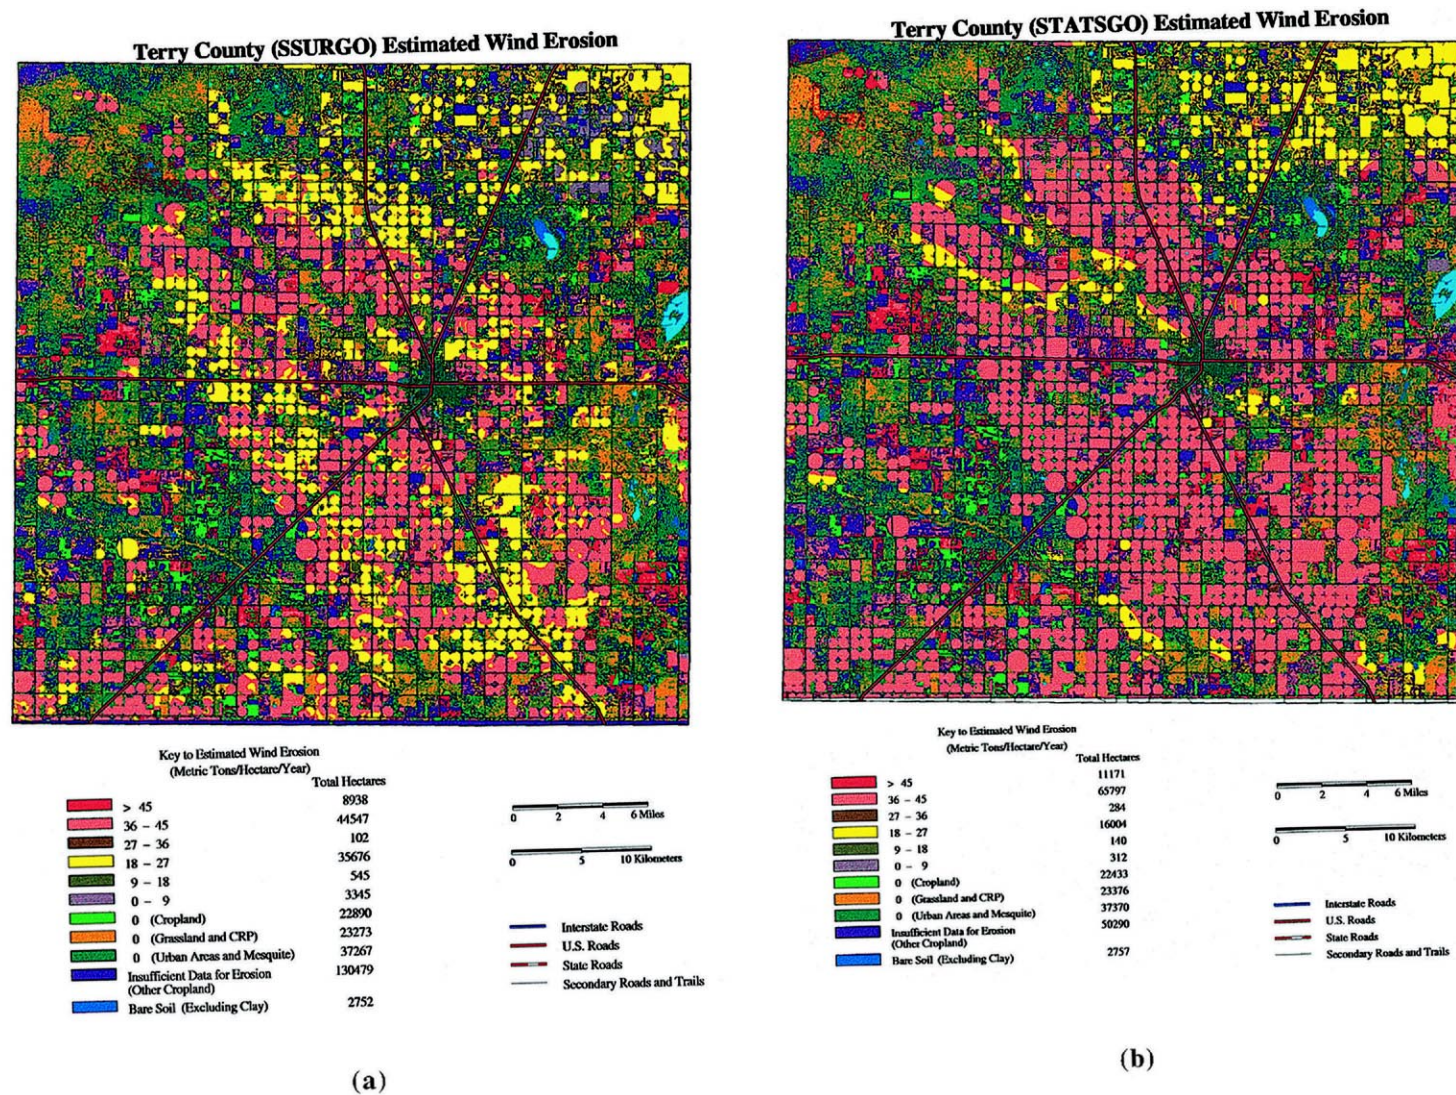 Terry County (SSURGO) Estimated Wind Erosion
Key to Estimated Wind Erosion
(Metric Tons/Hectare/Year)
Total Hectares
> 45 8938
36 - 45 44547
27 - 36 102
18 - 27 35676
9 - 18 545
0 - 9 3345
0 (Cropland) 22890
0 (Grassland and CRP) 23273
0 (Urban Areas and Mesquite) 37267
Insufficient Data for Erosion 130479
(Other Cropland)
Bare Soil (Excluding Clay) 2752
0 2 4 6 Miles
0 5 10 Kilometers
Interstate Roads
U.S. Roads
State Roads
Secondary Roads and Trails
(a)
Terry County (STATSGO) Estimated Wind Erosion
Key to Estimated Wind Erosion
(Metric Tons/Hectare/Year)
Total Hectares
> 45 11171
36 - 45 65797
27 - 36 284
18 - 27 16004
9 - 18 140
0 - 9 312
0 (Cropland) 22433
0 (Grassland and CRP) 23376
0 (Urban Areas and Mesquite) 37370
Insufficient Data for Erosion 50290
(Other Cropland)
Bare Soil (Excluding Clay) 2757
0 2 4 6 Miles
0 5 10 Kilometers
Interstate Roads
U.S. Roads
State Roads
Secondary Roads and Trails
(b)